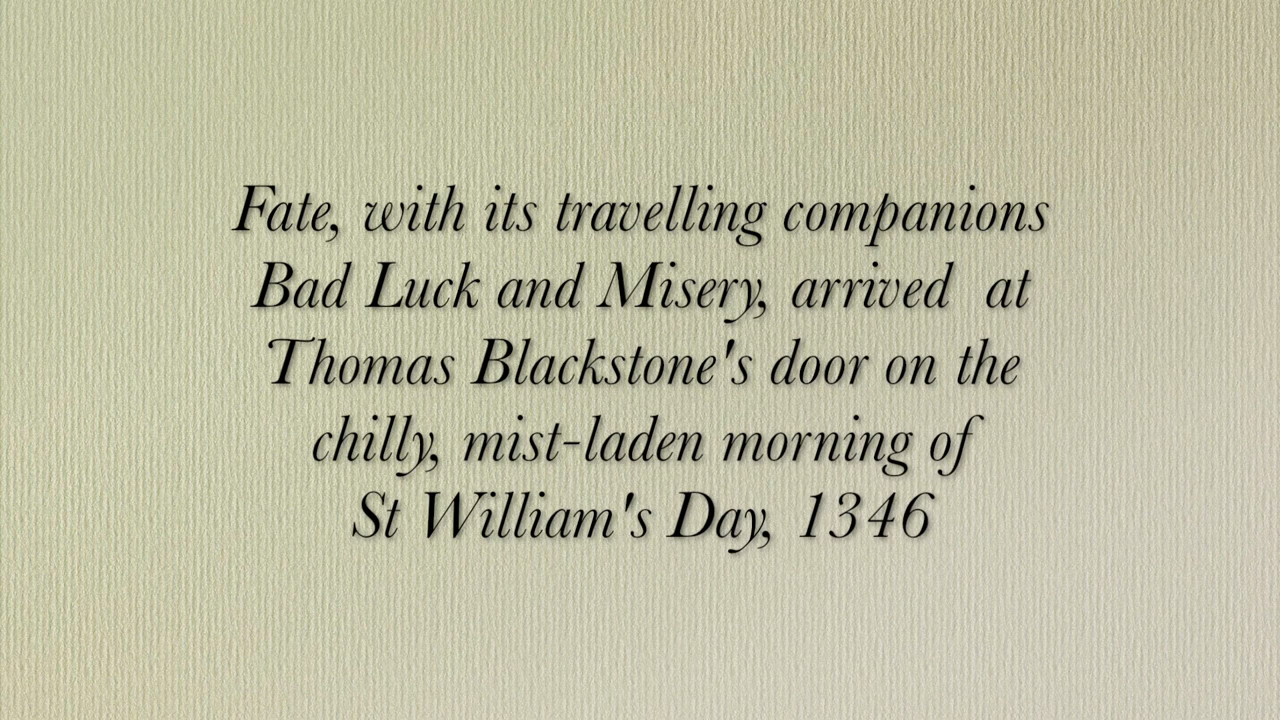 Fate, with its travelling companions
Bad Luck and Misery, arrived  at
Thomas Blackstone's door on the
chilly, mist-laden morning of
St William's Day, 1346